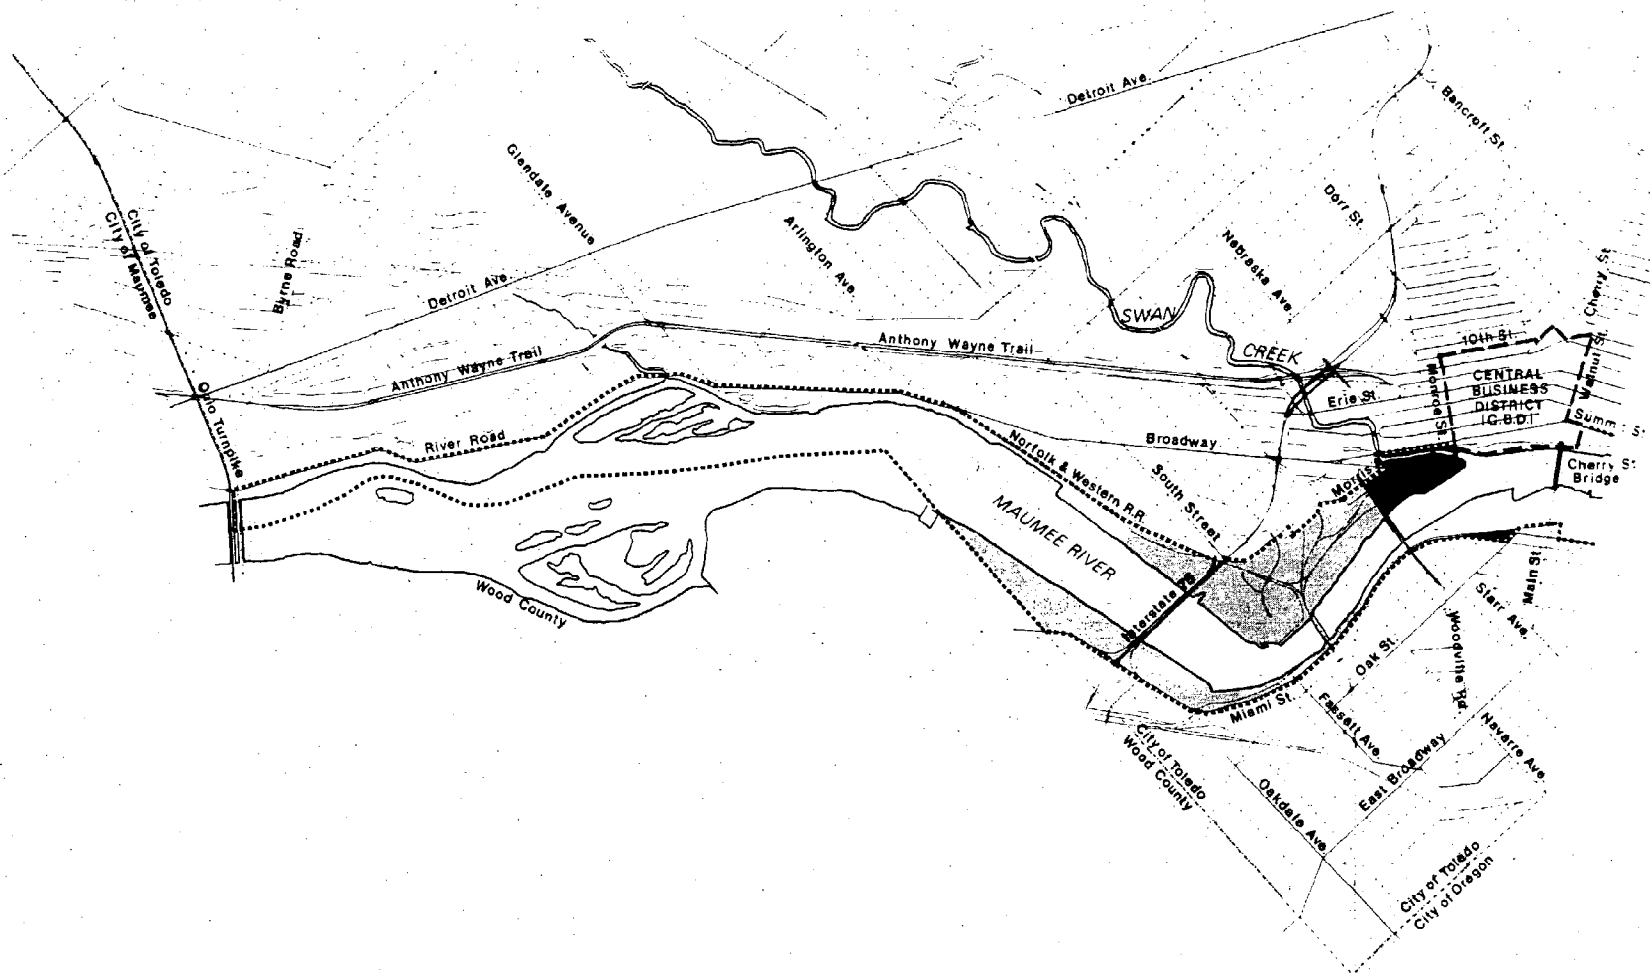 Detroit Ave.
Bancroft St.
Glendale Avenue
Dorr St.
City of Toledo
City of Maumee
Byrne Road
Arlington Ave.
Nebraska Ave.
Cherry St
Detroit Ave.
SWAN
CREEK
Anthony Wayne Trail
Anthony Wayne Trail
10th St.
Walnut St.
Monroe St.
CENTRAL
BUSINESS
DISTRICT
(C.B.D.)
Erie St
Ohio Turnpike
River Road
Broadway
Norfolk & Western R.R.
South Street
Cherry St
Bridge
MAUMEE RIVER
Interstate 75
Wood County
Main St.
Starr Ave.
Woodville Rd.
Oak St.
Miami St.
Fassett Ave.
Navarre Ave.
East Broadway
City of Toledo
Wood County
Oakdale Ave.
City of Toledo
City of Oregon